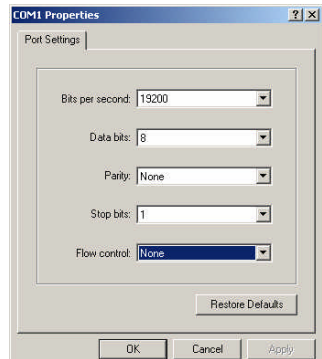 COM1 Properties
Port Settings
Bits per second: 19200
Data bits: 8
Parity: None
Stop bits: 1
Flow control: None
Restore Defaults
OK Cancel Apply